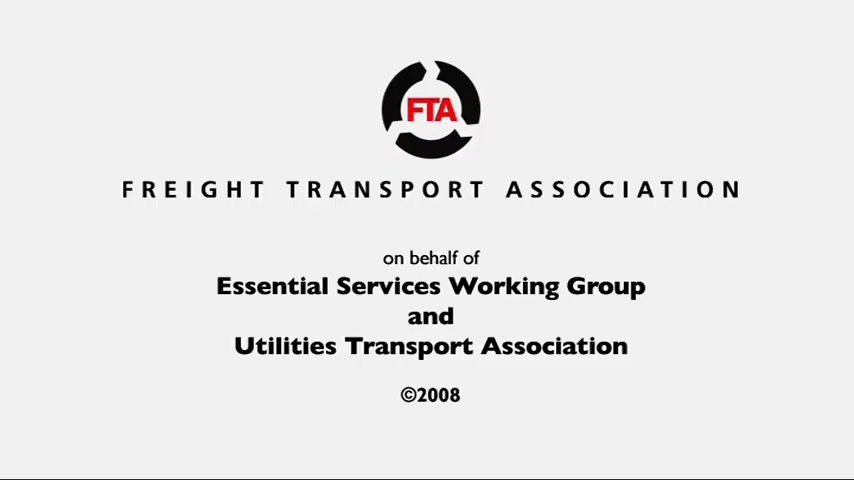 FTA
FREIGHT TRANSPORT ASSOCIATION
on behalf of
Essential Services Working Group
and
Utilities Transport Association
©2008